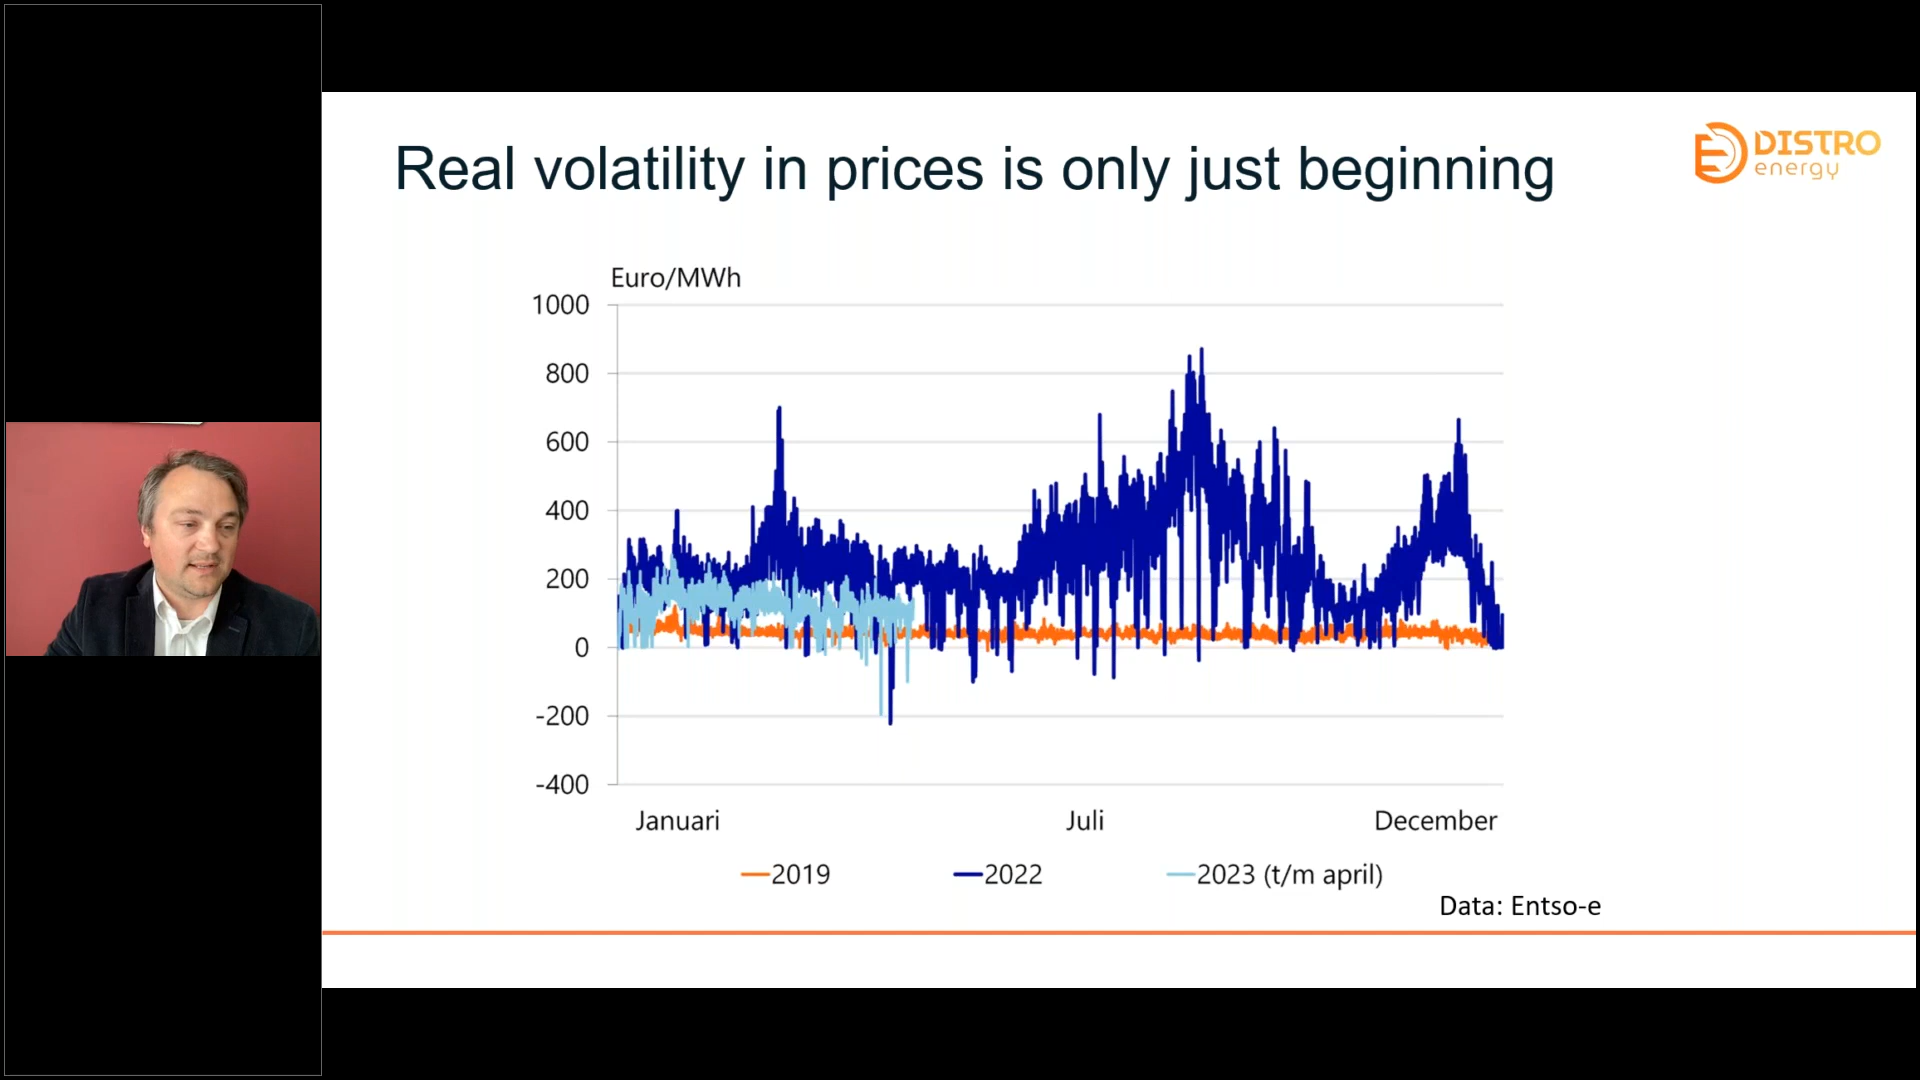 Real volatility in prices is only just beginning
DISTRO
energy
Euro/MWh
1000
800
600
400
200
0
-200
-400
Januari
Juli
December
2019
2022
2023 (t/m april)
Data: Entso-e